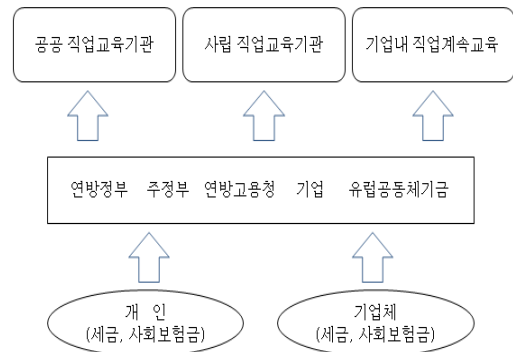 공공 직업교육기관
사립 직업교육기관
기업내 직업계속교육
연방정부 주정부 연방고용청 기업 유럽공동체기금
개 인
(세금, 사회보험금)
기업체
(세금, 사회보험금)